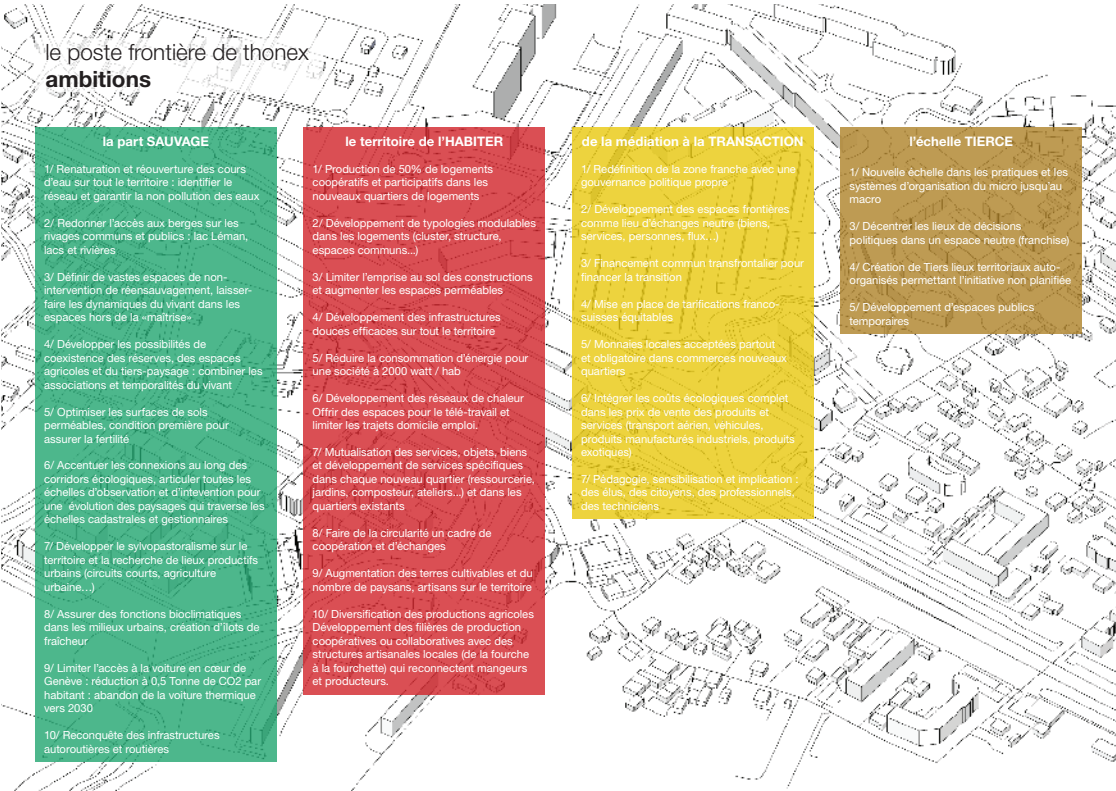 le poste frontière de thonex
ambitions
la part SAUVAGE
1/ Renaturation et réouverture des cours
d'eau sur tout le territoire : identifier le
réseau et garantir la non pollution des eaux
2/ Redonner l'accès aux berges sur les
rivages communs et publics : lac Léman,
lacs et rivières
3/ Définir de vastes espaces de non-
intervention de réensauvagement, laisser-
faire les dynamiques du vivant dans les
espaces hors de la «maîtrise»
4/ Développer les possibilités de
coexistence des réserves, des espaces
agricoles et du tiers-paysage : combiner les
associations et temporalités du vivant
5/ Optimiser les surfaces de sols
perméables, condition première pour
assurer la fertilité
6/ Accentuer les connexions au long des
corridors écologiques, articuler toutes les
échelles d'observation et d'intevention pour
une évolution des paysages qui traverse les
échelles cadastrales et gestionnaires
7/ Développer le sylvopastoralisme sur le
territoire et la recherche de lieux productifs
urbains (circuits courts, agriculture
urbaine...)
8/ Assurer des fonctions bioclimatiques
dans les milieux urbains, création d'îlots de
fraîcheur
9/ Limiter l'accès à la voiture en cœur de
Genève : réduction à 0,5 Tonne de CO2 par
habitant : abandon de la voiture thermique
vers 2030
10/ Reconquête des infrastructures
autoroutières et routières
le territoire de l'HABITER
1/ Production de 50% de logements
coopératifs et participatifs dans les
nouveaux quartiers de logements
2/ Développement de typologies modulables
dans les logements (cluster, structure,
espaces communs...)
3/ Limiter l'emprise au sol des constructions
et augmenter les espaces perméables
4/ Développement des infrastructures
douces efficaces sur tout le territoire
5/ Réduire la consommation d'énergie pour
une société à 2000 watt / hab
6/ Développement des réseaux de chaleur
Offrir des espaces pour le télé-travail et
limiter les trajets domicile emploi.
7/ Mutualisation des services, objets, biens
et développement de services spécifiques
dans chaque nouveau quartier (ressourcerie,
jardins, composteur, ateliers...) et dans les
quartiers existants
8/ Faire de la circularité un cadre de
coopération et d'échanges
9/ Augmentation des terres cultivables et du
nombre de paysans, artisans sur le territoire
10/ Diversification des productions agricoles
Développement des filières de production
coopératives ou collaboratives avec des
structures artisanales locales (de la fourche
à la fourchette) qui reconnectent mangeurs
et producteurs.
de la médiation à la TRANSACTION
1/ Redéfinition de la zone franche avec une
gouvernance politique propre
2/ Développement des espaces frontières
comme lieu d'échanges neutre (biens,
services, personnes, flux...)
3/ Financement commun transfrontalier pour
financer la transition
4/ Mise en place de tarifications franco-
suisses équitables
5/ Monnaies locales acceptées partout
et obligatoire dans commerces nouveaux
quartiers
6/ Intégrer les coûts écologiques complet
dans les prix de vente des produits et
services (transport aérien, véhicules,
produits manufacturés industriels, produits
exotiques)
7/ Pédagogie, sensibilisation et implication :
des élus, des citoyens, des professionnels,
des techniciens
l'échelle TIERCE
1/ Nouvelle échelle dans les pratiques et les
systèmes d'organisation du micro jusqu'au
macro
3/ Décentrer les lieux de décisions
politiques dans un espace neutre (franchise)
4/ Création de Tiers lieux territoriaux auto-
organisés permettant l'initiative non planifiée
5/ Développement d'espaces publics
temporaires